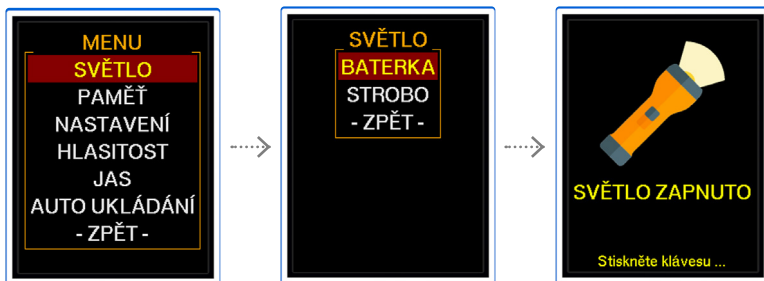 MENU
SVĚTLO
PAMĚŤ
NASTAVENÍ
HLASITOST
JAS
AUTO UKLÁDÁNÍ
- ZPĚT -
SVĚTLO
BATERKA
STROBO
- ZPĚT -
SVĚTLO ZAPNUTO
Stiskněte klávesu ...